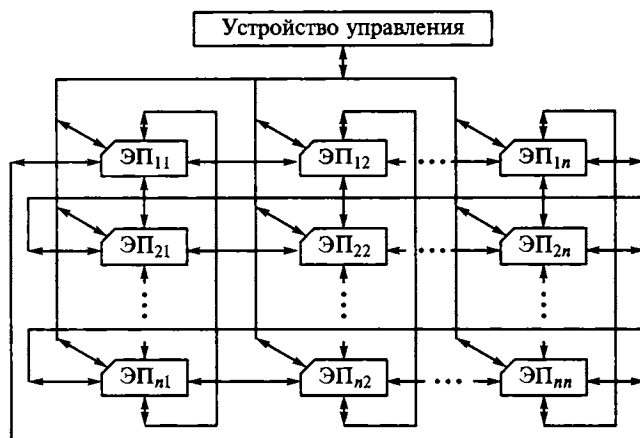 Устройство управления
ЭП₁₁ ЭП₁₂ ... ЭП₁ₙ
ЭП₂₁ ЭП₂₂ ... ЭП₂ₙ
ЭПₙ₁ ЭПₙ₂ ... ЭПₙₙ